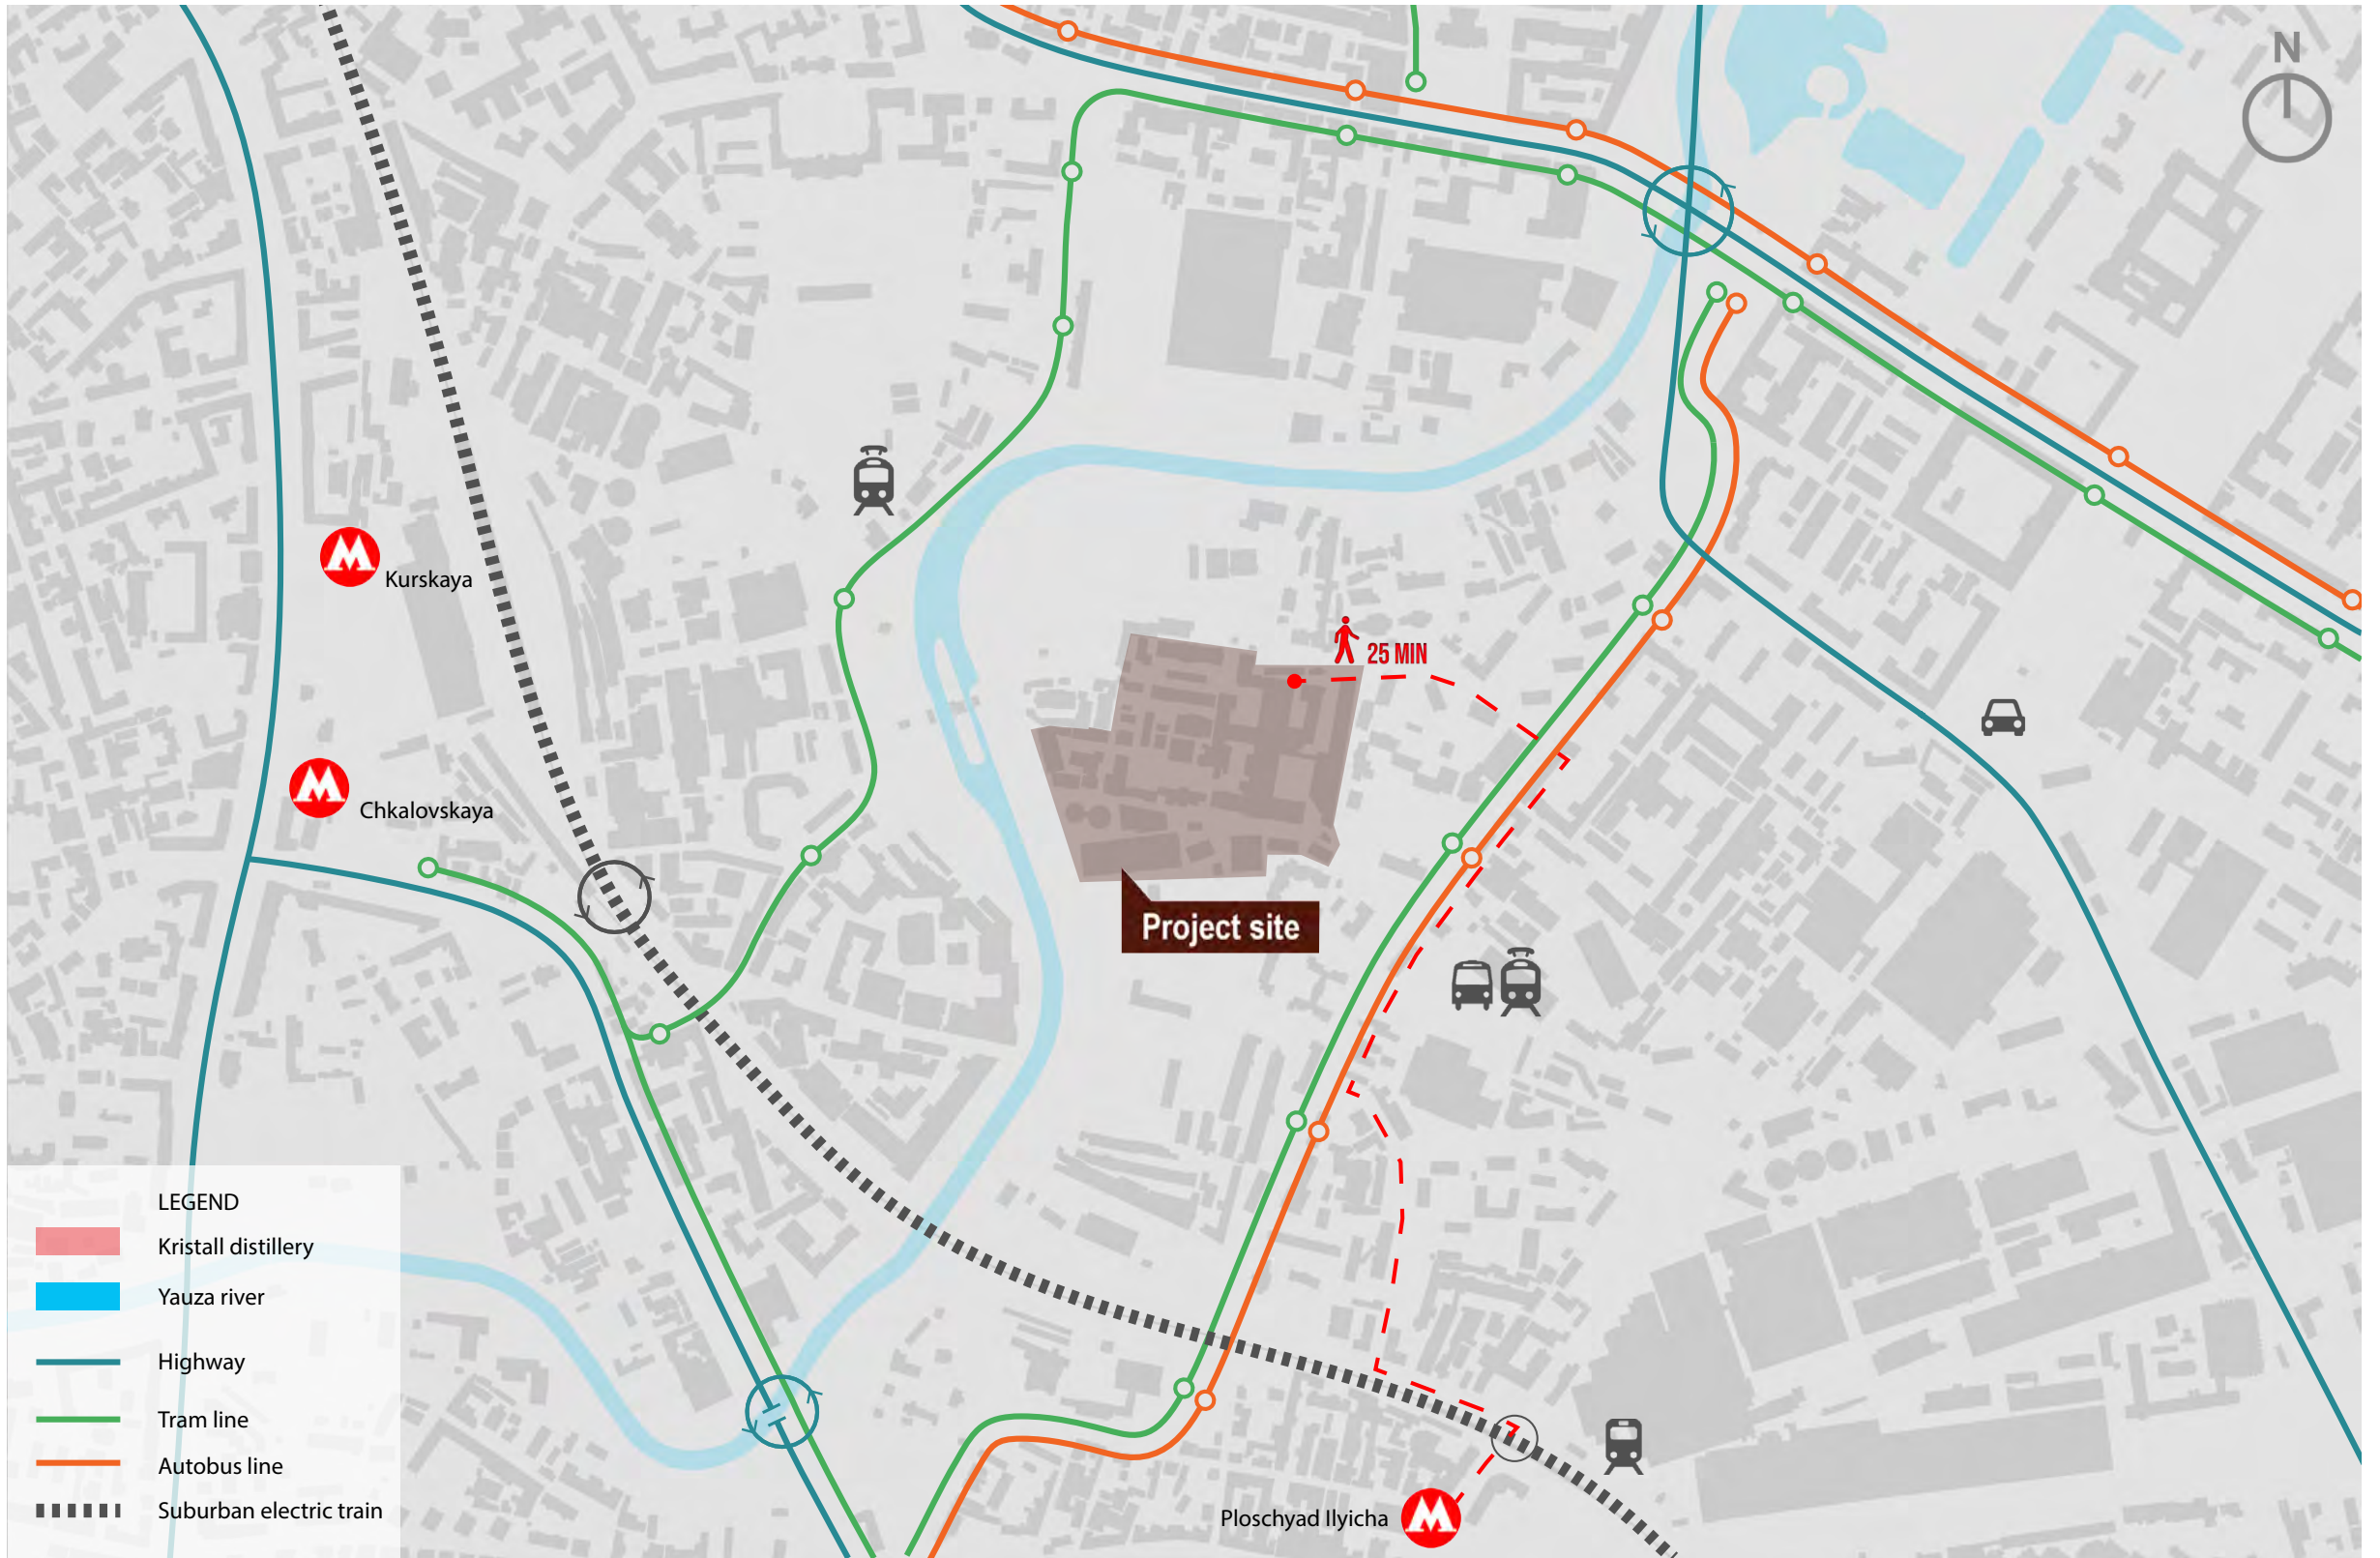 N
Kurskaya
25 MIN
Chkalovskaya
Project site
LEGEND
Kristall distillery
Yauza river
Highway
Tram line
Autobus line
Suburban electric train
Ploschyad Ilyicha